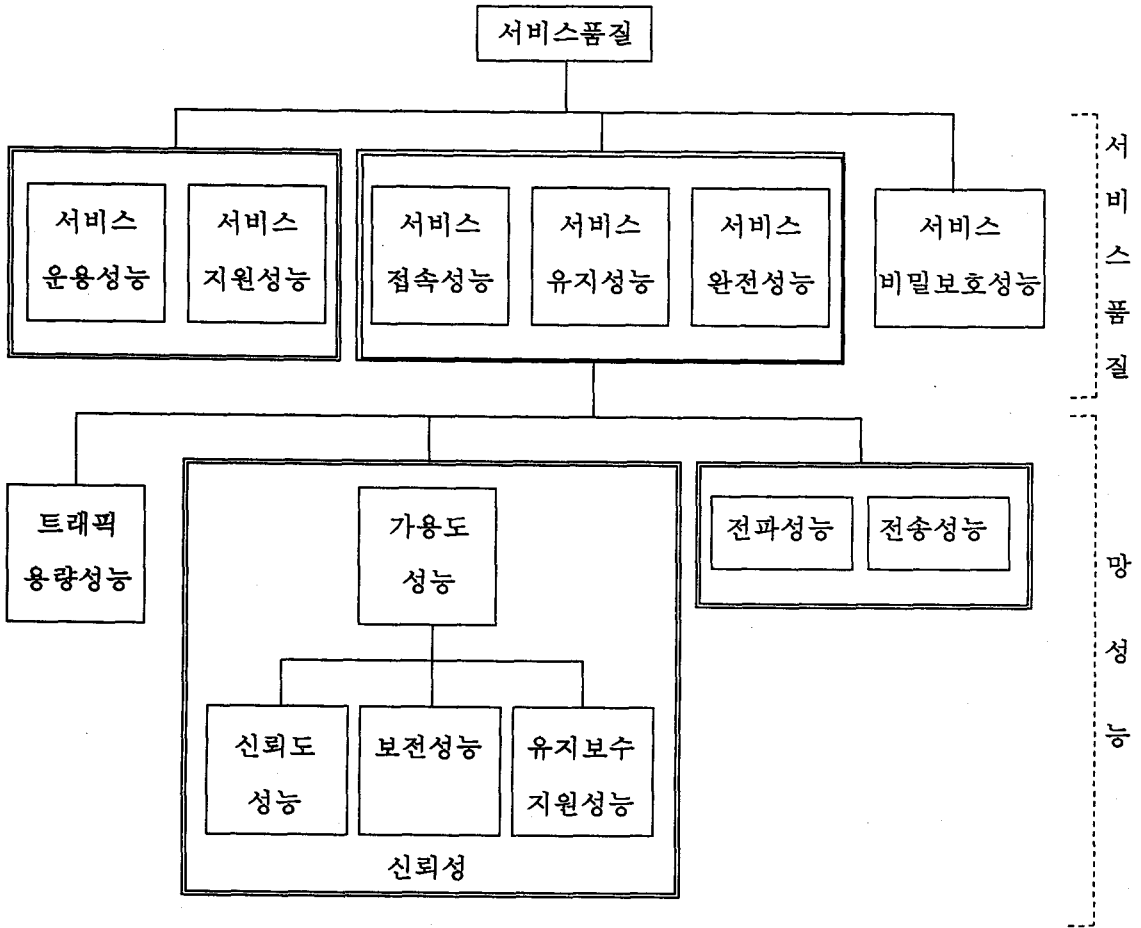 서비스품질
서비스
운용성능
서비스
지원성능
서비스
접속성능
서비스
유지성능
서비스
완전성능
서비스
비밀보호성능
서
비
스
품
질
트래픽
용량성능
가용도
성능
신뢰도
성능
보전성능
유지보수
지원성능
신뢰성
전파성능
전송성능
망
성
능